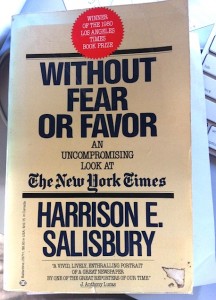 WINNER
OF THE 1980
LOS ANGELES
TIMES
BOOK PRIZE
WITHOUT
FEAR
OR FAVOR
AN
UNCOMPROMISING
LOOK AT
The New York Times
HARRISON E.
SALISBURY
"A VIVID, LIVELY, ENTHRALLING PORTRAIT
OF A GREAT NEWSPAPER
BY ONE OF THE GREAT REPORTERS OF OUR TIME."
J. Anthony Lukas